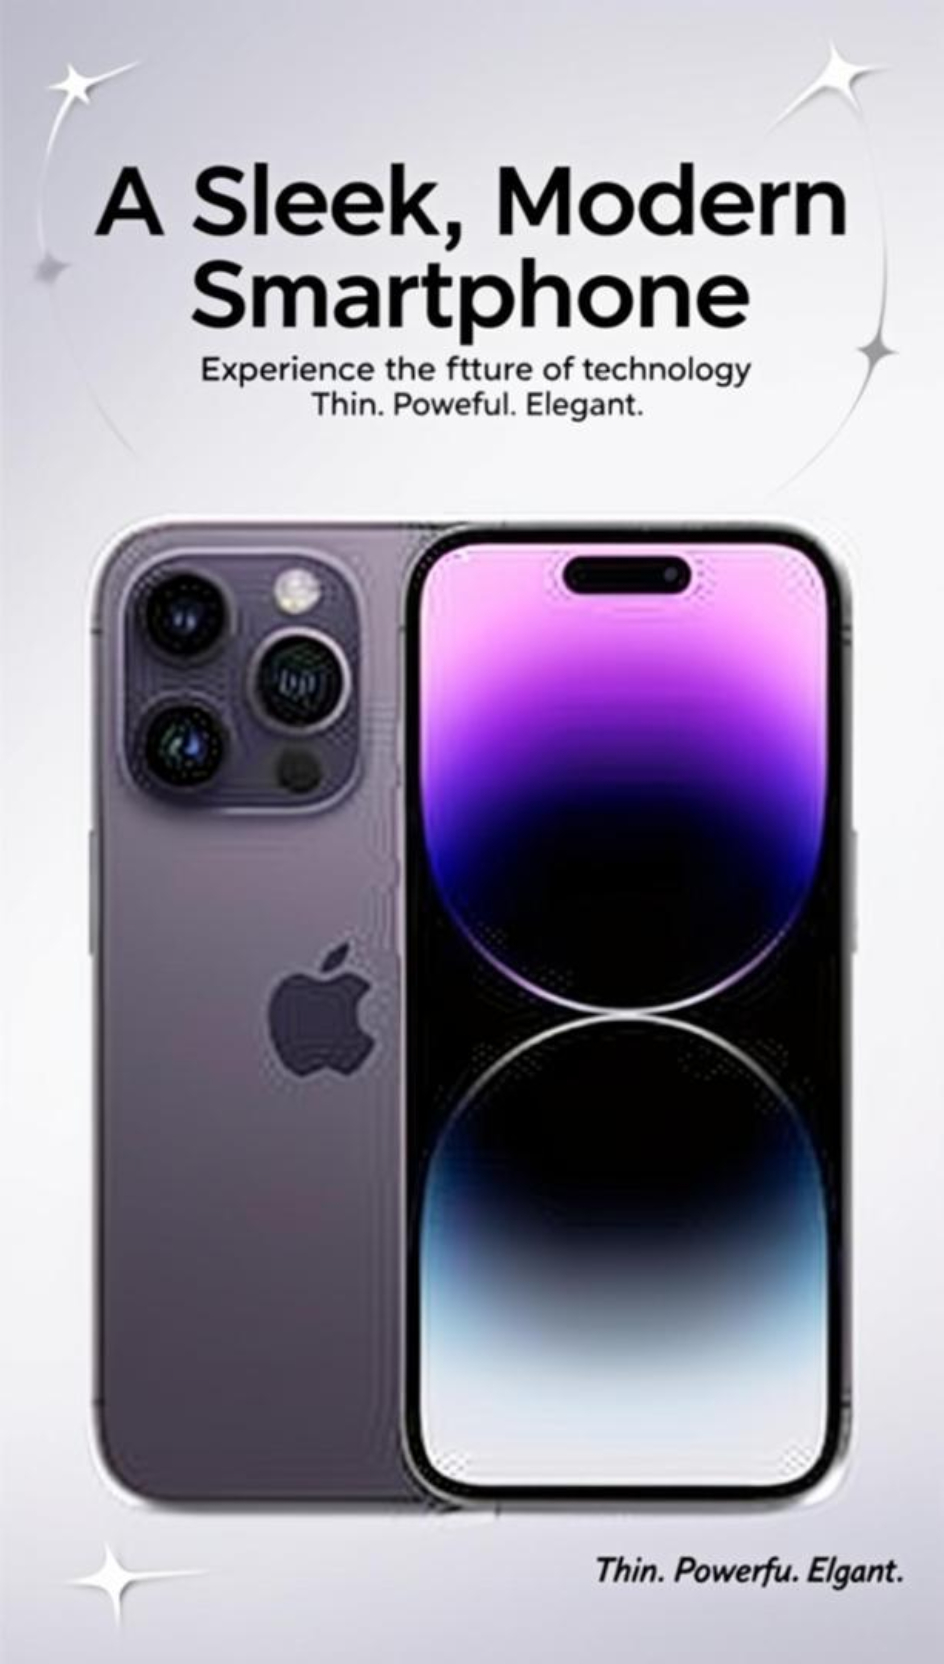 A Sleek, Modern
Smartphone
Experience the ftture of technology
Thin. Poweful. Elegant.
Thin. Powerfu. Elgant.